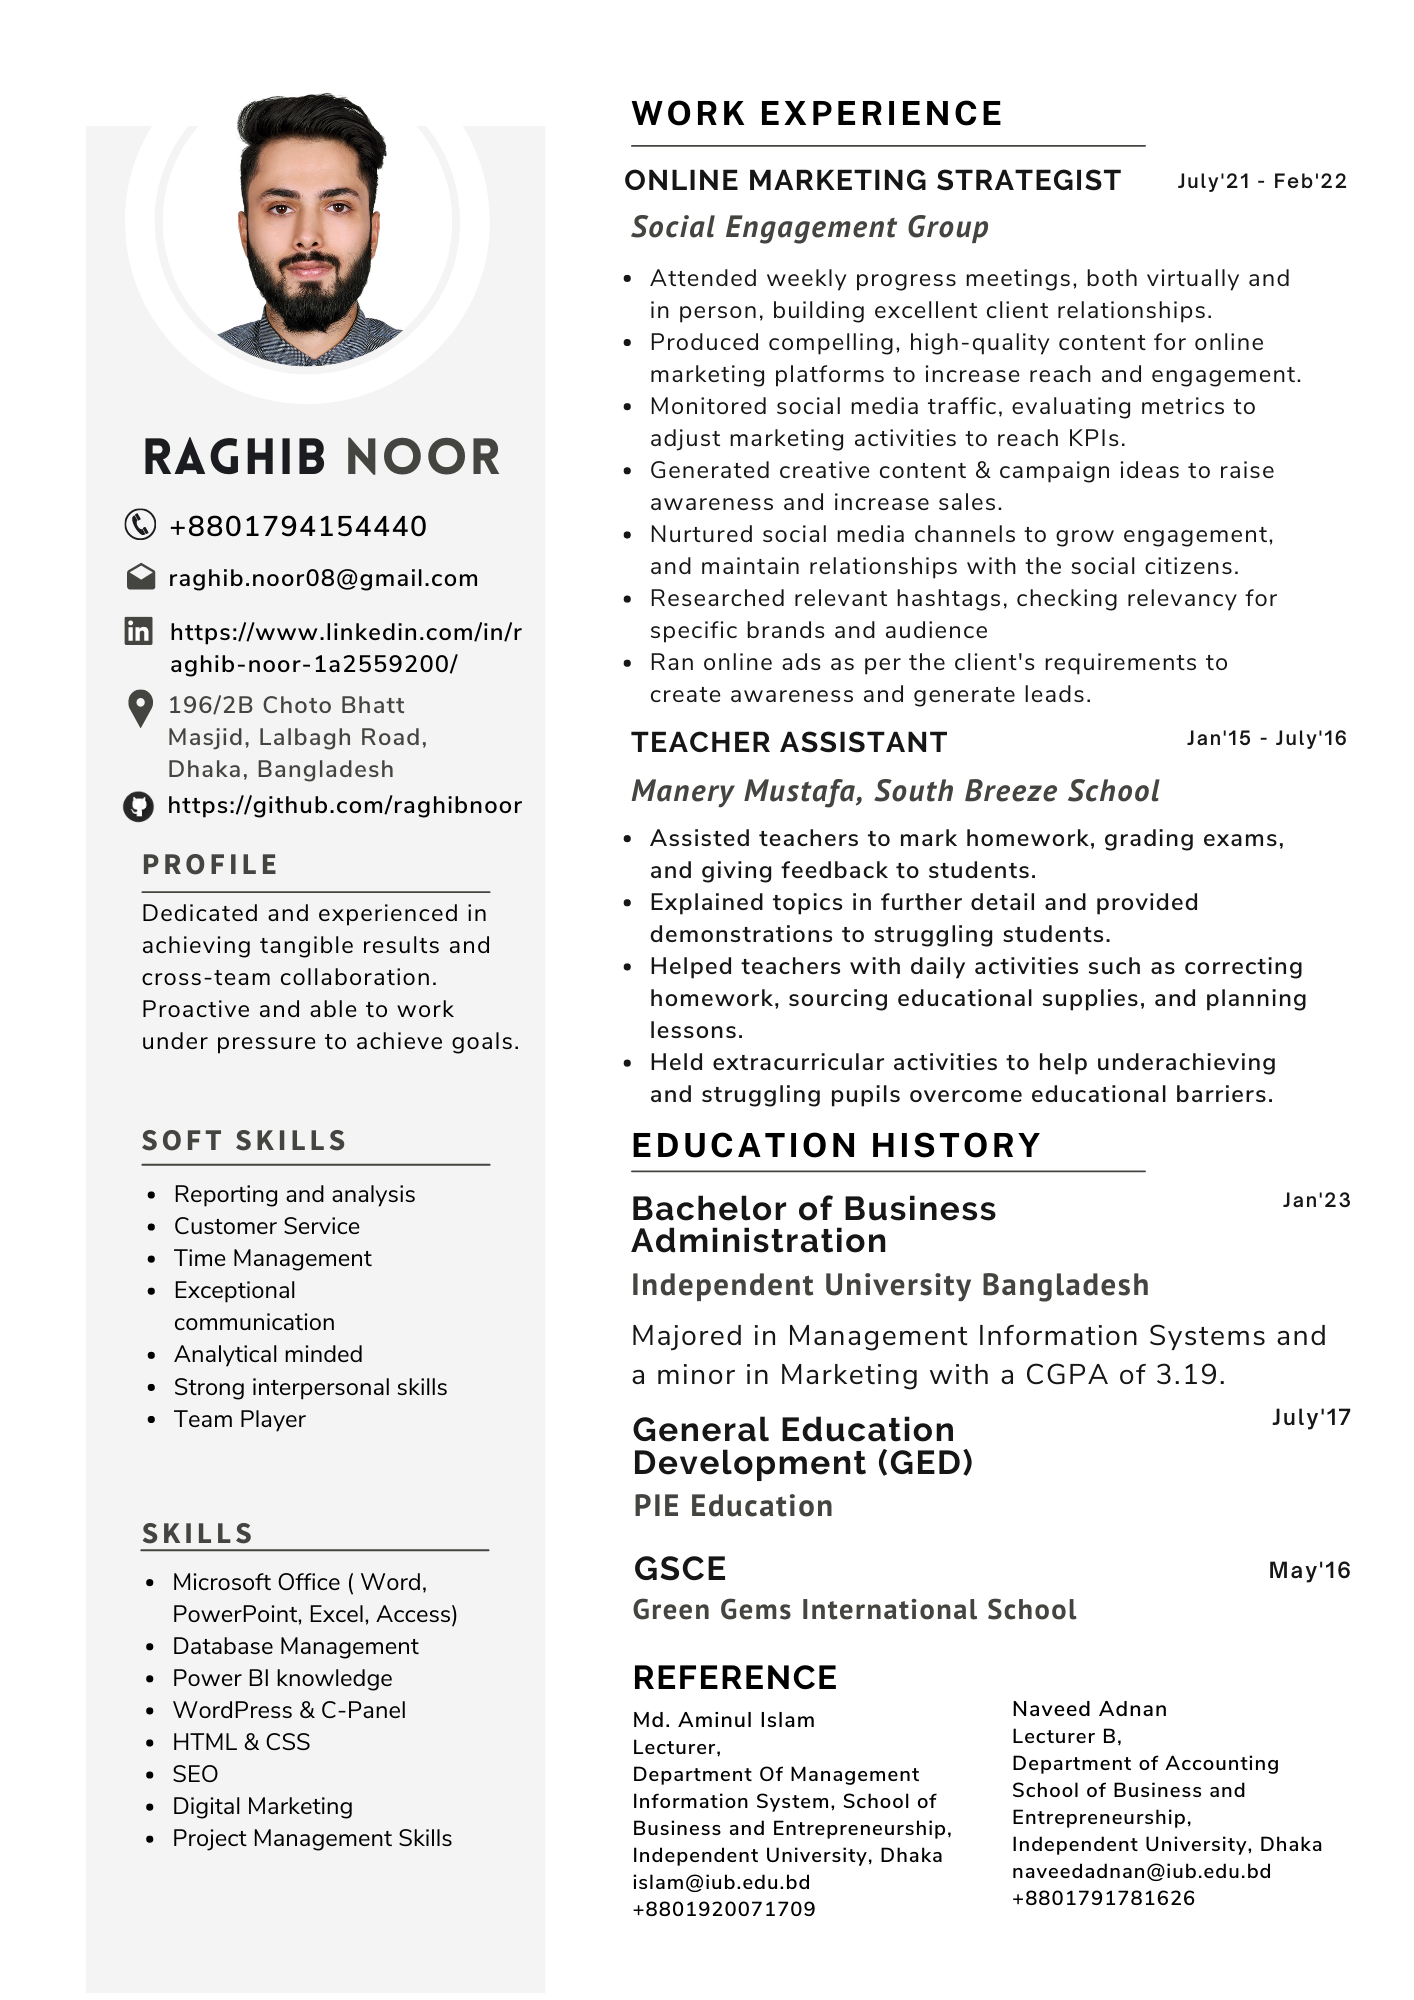 RAGHIB NOOR
+8801794154440
raghib.noor08@gmail.com
https://www.linkedin.com/in/r
aghib-noor-1a2559200/
196/2B Choto Bhatt
Masjid, Lalbagh Road,
Dhaka, Bangladesh
https://github.com/raghibnoor
PROFILE
Dedicated and experienced in
achieving tangible results and
cross-team collaboration.
Proactive and able to work
under pressure to achieve goals.
SOFT SKILLS
• Reporting and analysis
• Customer Service
• Time Management
• Exceptional
communication
• Analytical minded
• Strong interpersonal skills
• Team Player
SKILLS
• Microsoft Office ( Word,
PowerPoint, Excel, Access)
• Database Management
• Power BI knowledge
• WordPress & C-Panel
• HTML & CSS
• SEO
• Digital Marketing
• Project Management Skills
WORK EXPERIENCE
ONLINE MARKETING STRATEGIST July'21 - Feb'22
Social Engagement Group
• Attended weekly progress meetings, both virtually and
in person, building excellent client relationships.
• Produced compelling, high-quality content for online
marketing platforms to increase reach and engagement.
• Monitored social media traffic, evaluating metrics to
adjust marketing activities to reach KPIs.
• Generated creative content & campaign ideas to raise
awareness and increase sales.
• Nurtured social media channels to grow engagement,
and maintain relationships with the social citizens.
• Researched relevant hashtags, checking relevancy for
specific brands and audience
• Ran online ads as per the client's requirements to
create awareness and generate leads.
TEACHER ASSISTANT Jan'15 - July'16
Manery Mustafa, South Breeze School
• Assisted teachers to mark homework, grading exams,
and giving feedback to students.
• Explained topics in further detail and provided
demonstrations to struggling students.
• Helped teachers with daily activities such as correcting
homework, sourcing educational supplies, and planning
lessons.
• Held extracurricular activities to help underachieving
and struggling pupils overcome educational barriers.
EDUCATION HISTORY
Bachelor of Business Jan'23
Administration
Independent University Bangladesh
Majored in Management Information Systems and
a minor in Marketing with a CGPA of 3.19.
General Education July'17
Development (GED)
PIE Education
GSCE May'16
Green Gems International School
REFERENCE
Md. Aminul Islam
Lecturer,
Department Of Management
Information System, School of
Business and Entrepreneurship,
Independent University, Dhaka
islam@iub.edu.bd
+8801920071709
Naveed Adnan
Lecturer B,
Department of Accounting
School of Business and
Entrepreneurship,
Independent University, Dhaka
naveedadnan@iub.edu.bd
+8801791781626